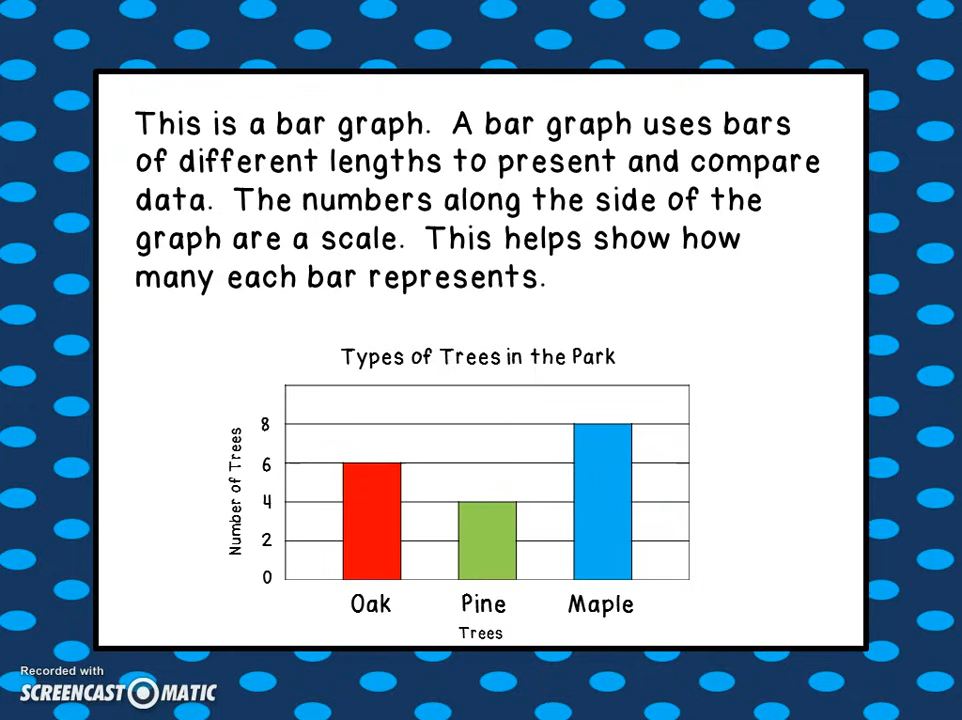 This is a bar graph. A bar graph uses bars
of different lengths to present and compare
data. The numbers along the side of the
graph are a scale. This helps show how
many each bar represents.
Types of Trees in the Park
Number of Trees
8
6
4
2
0
Oak Pine Maple
Trees
Recorded with
SCREENCAST MATIC